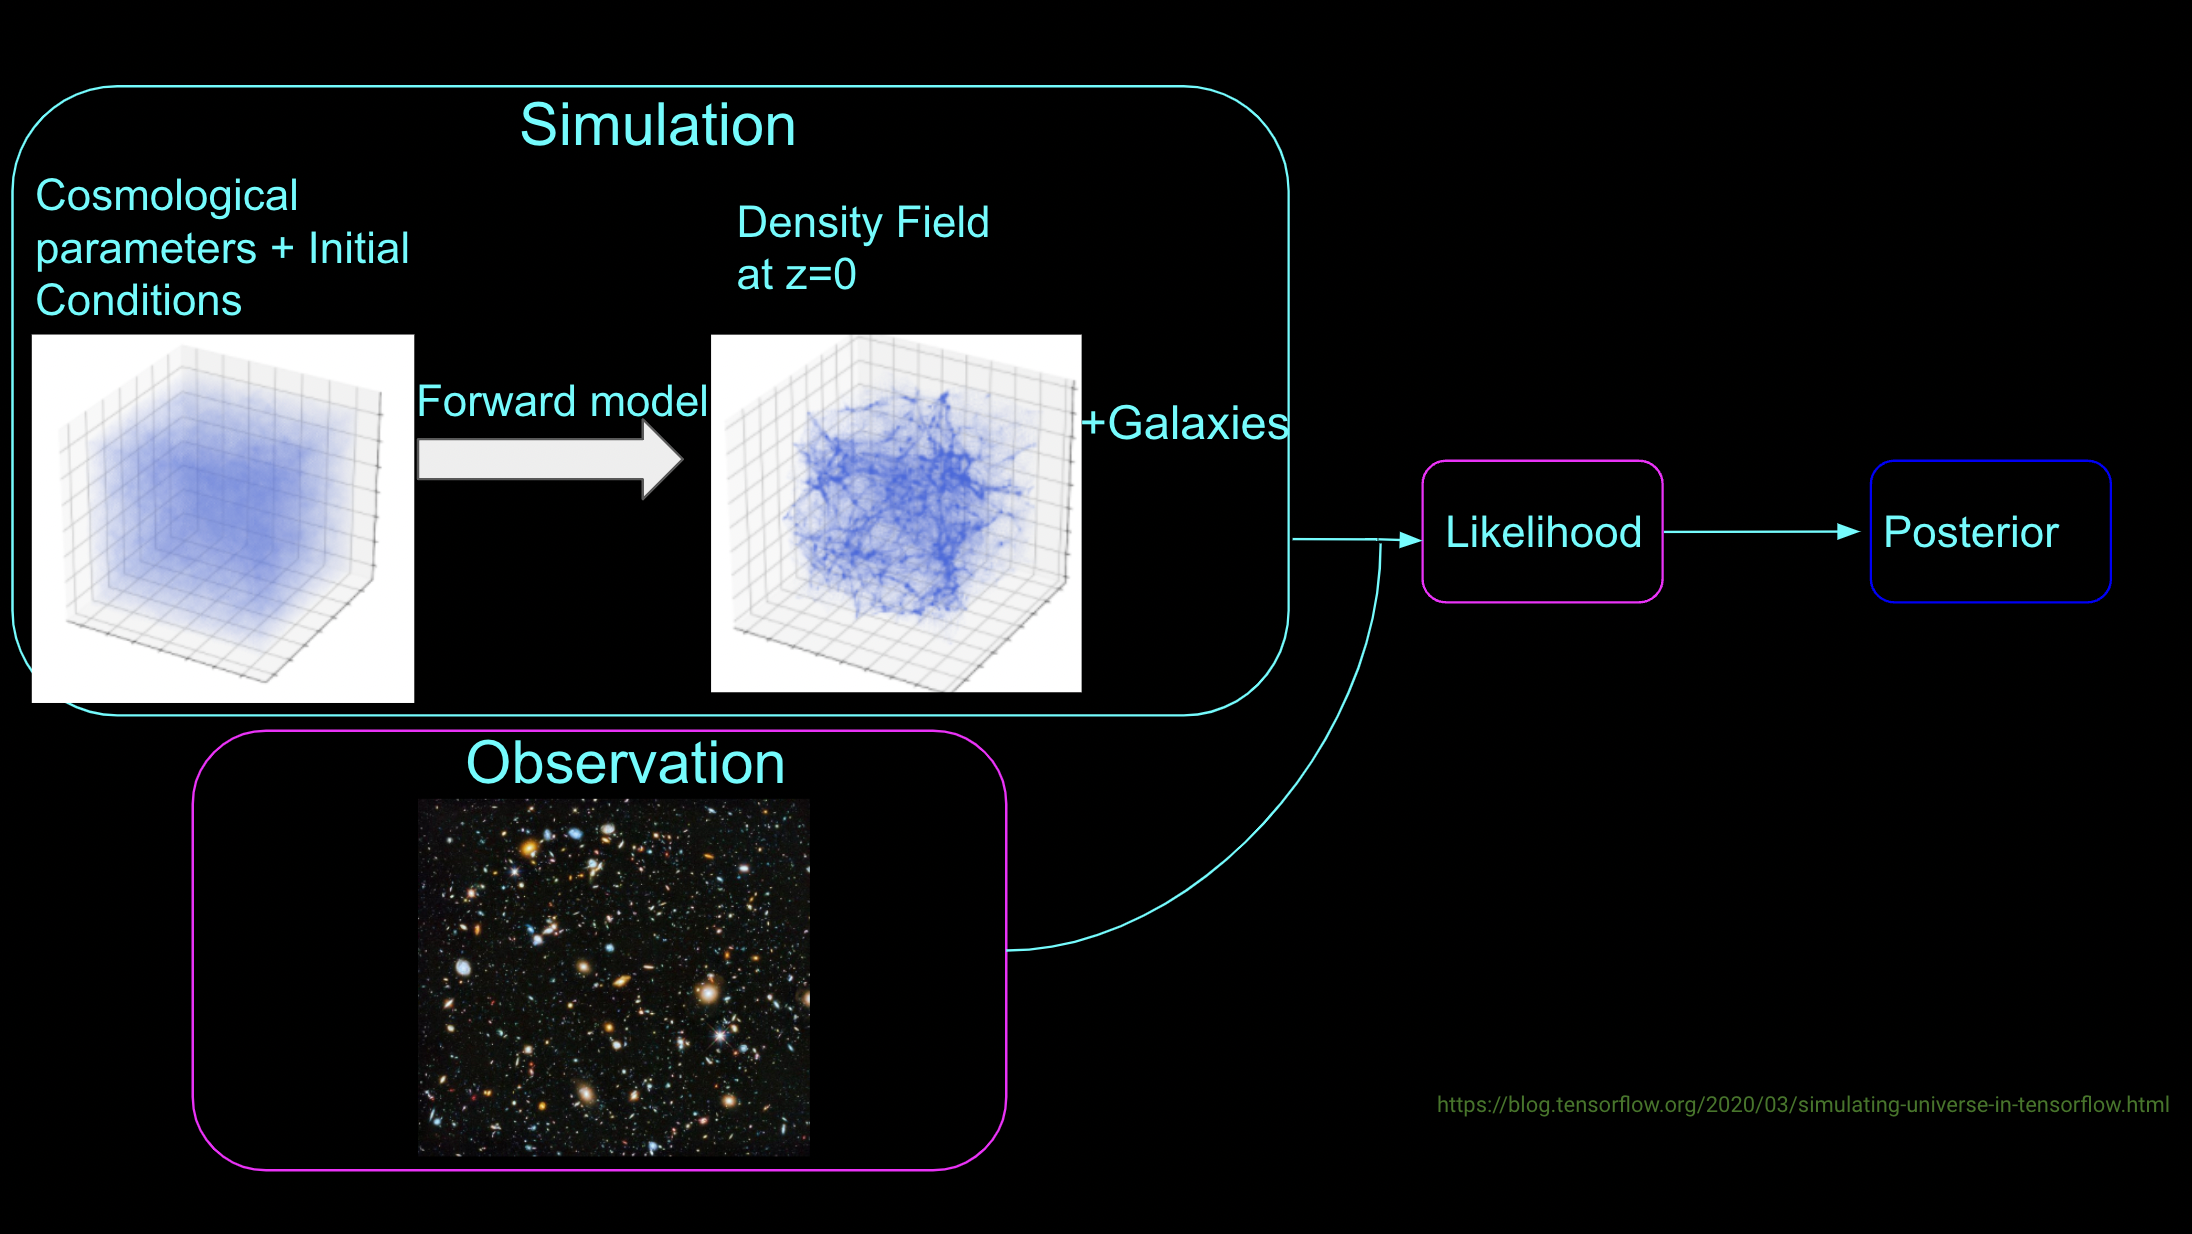 Simulation
Cosmological
parameters + Initial
Conditions
Density Field
at z=0
Forward model
+Galaxies
Likelihood
Posterior
Observation
https://blog.tensorflow.org/2020/03/simulating-universe-in-tensorflow.html